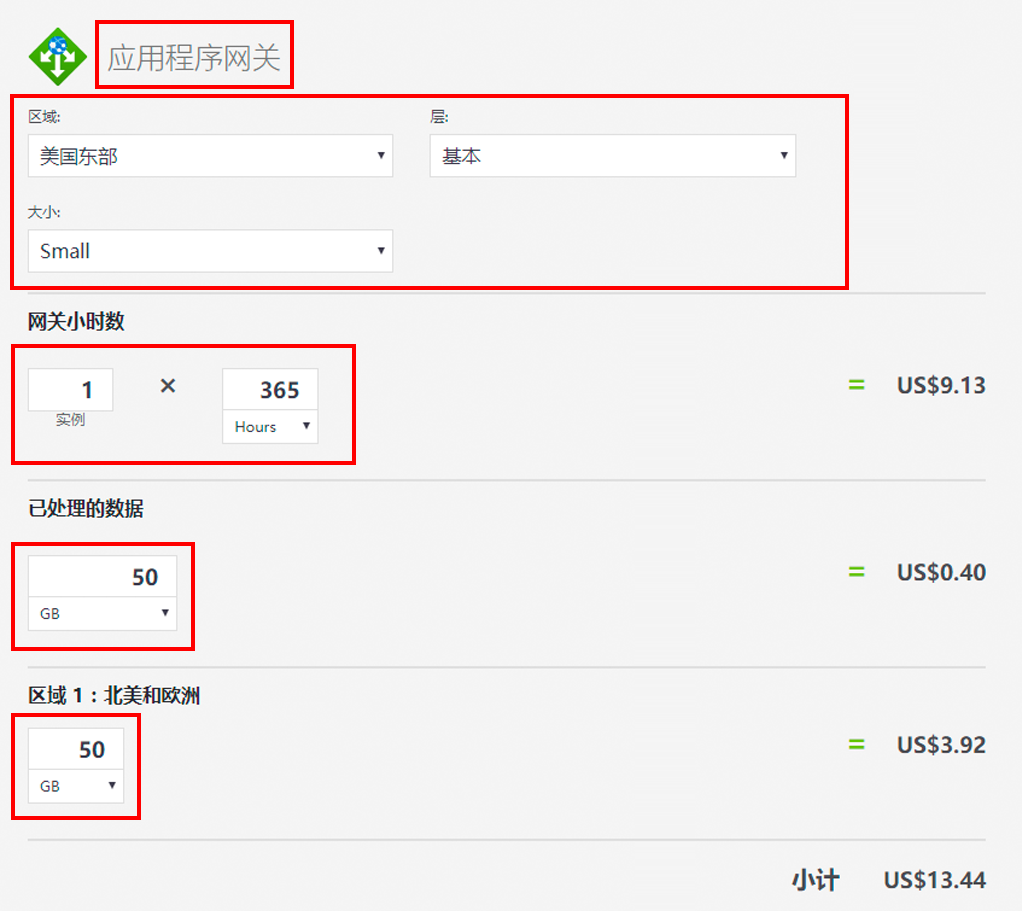 应用程序网关
区域: 层:
美国东部 基本
大小:
Small
网关小时数
1 × 365 = US$9.13
实例 Hours
已处理的数据
50 = US$0.40
GB
区域 1：北美和欧洲
50 = US$3.92
GB
小计 US$13.44